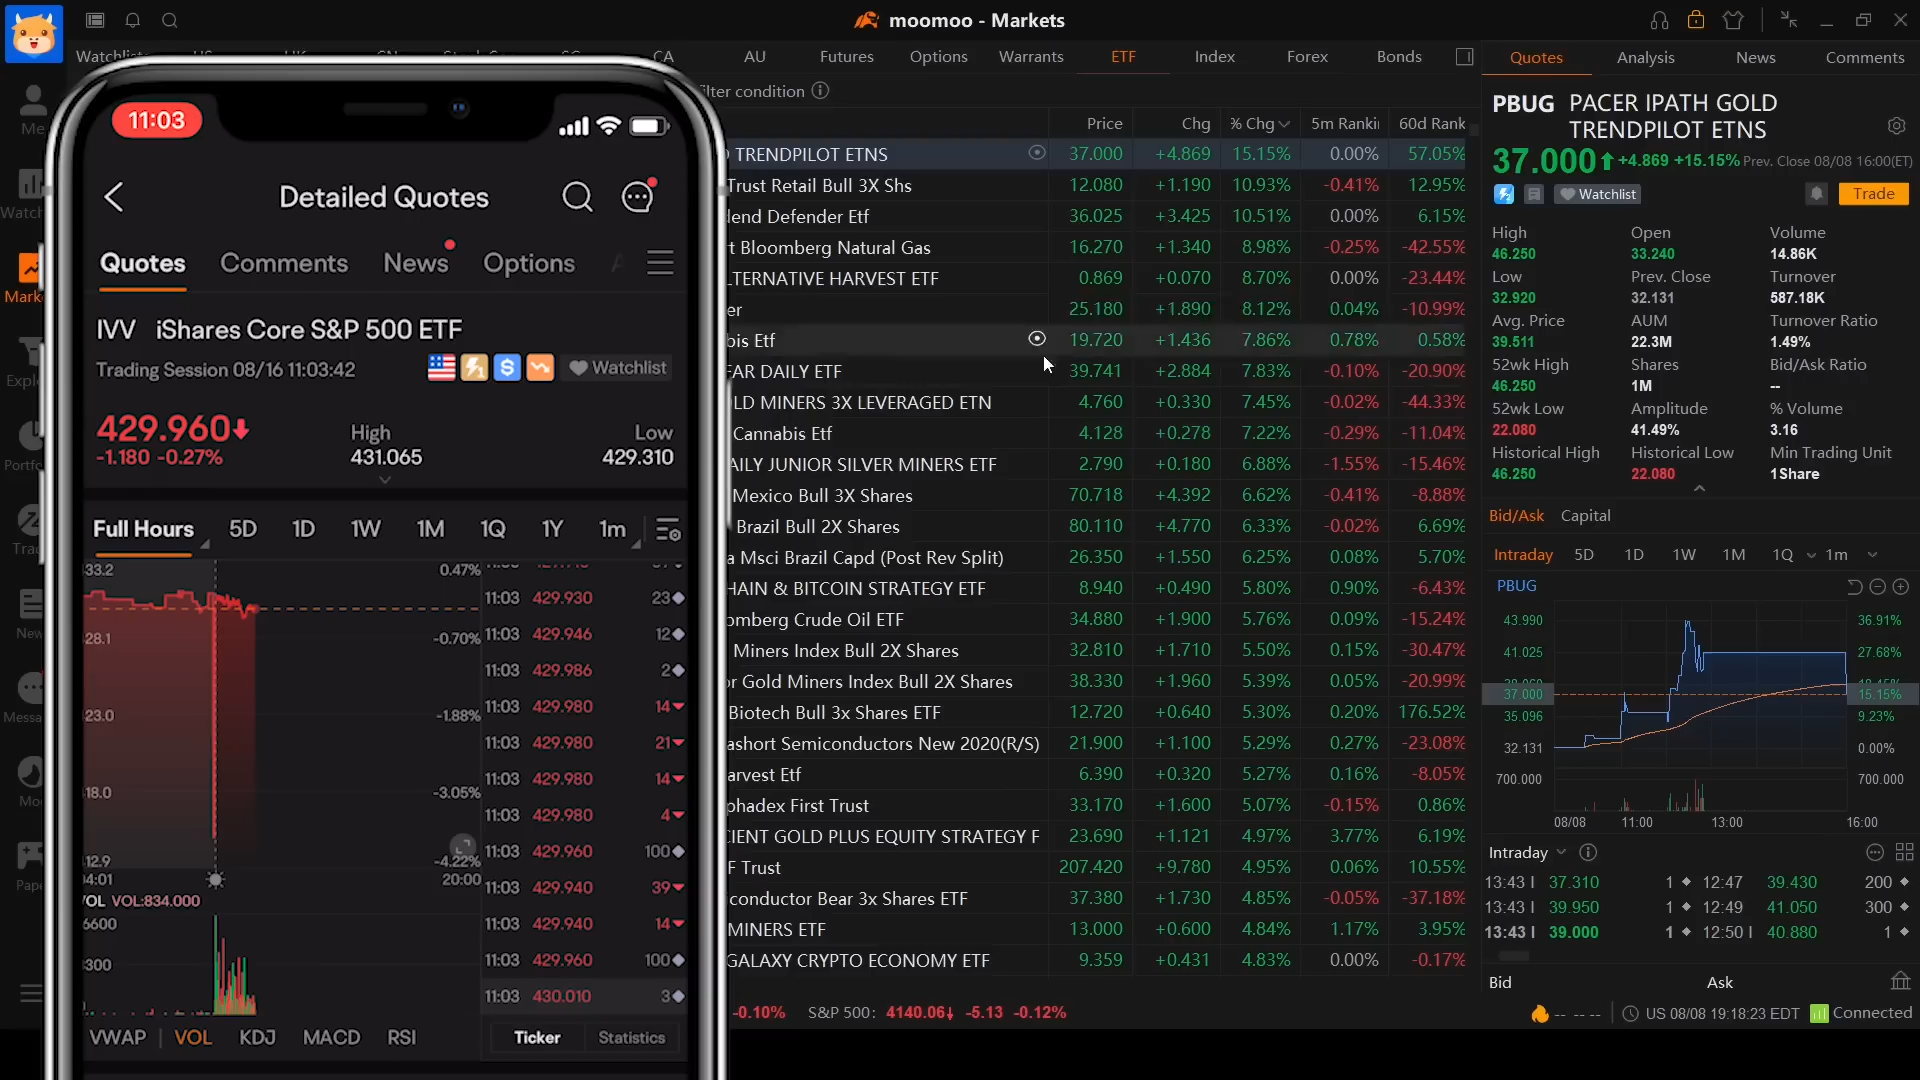 moomoo - Markets
CA AU Futures Options Warrants ETF Index Forex Bonds
Quotes Analysis News Comments
filter condition
Price Chg % Chg 5m Ranki 60d Rank
TRENDPILOT ETNS 37.000 +4.869 15.15% 0.00% 57.05%
Trust Retail Bull 3X Shs 12.080 +1.190 10.93% -0.41% 12.95%
lend Defender Etf 36.025 +3.425 10.51% 0.00% 6.15%
t Bloomberg Natural Gas 16.270 +1.340 8.98% -0.25% -42.55%
LTERNATIVE HARVEST ETF 0.869 +0.070 8.70% 0.00% -23.44%
er 25.180 +1.890 8.12% 0.04% -10.99%
bis Etf 19.720 +1.436 7.86% 0.78% 0.58%
FAR DAILY ETF 39.741 +2.884 7.83% -0.10% -20.90%
LD MINERS 3X LEVERAGED ETN 4.760 +0.330 7.45% -0.02% -44.33%
Cannabis Etf 4.128 +0.278 7.22% -0.29% -11.04%
AILY JUNIOR SILVER MINERS ETF 2.790 +0.180 6.88% -1.55% -15.46%
Mexico Bull 3X Shares 70.718 +4.392 6.62% -0.41% -8.88%
Brazil Bull 2X Shares 80.110 +4.770 6.33% -0.02% 6.69%
a Msci Brazil Capd (Post Rev Split) 26.350 +1.550 6.25% 0.08% 5.70%
HAIN & BITCOIN STRATEGY ETF 8.940 +0.490 5.80% 0.90% -6.43%
omberg Crude Oil ETF 34.880 +1.900 5.76% 0.09% -15.24%
Miners Index Bull 2X Shares 32.810 +1.710 5.50% 0.15% -30.47%
or Gold Miners Index Bull 2X Shares 38.330 +1.960 5.39% 0.05% -20.99%
Biotech Bull 3x Shares ETF 12.720 +0.640 5.30% 0.20% 176.52%
ashort Semiconductors New 2020(R/S) 21.900 +1.100 5.29% 0.27% -23.08%
arvest Etf 6.390 +0.320 5.27% 0.16% -8.05%
phadex First Trust 33.170 +1.600 5.07% -0.15% 0.86%
CIENT GOLD PLUS EQUITY STRATEGY F 23.690 +1.121 4.97% 3.77% 6.19%
F Trust 207.420 +9.780 4.95% 0.06% 10.55%
conductor Bear 3x Shares ETF 37.380 +1.730 4.85% -0.05% -37.18%
MINERS ETF 13.000 +0.600 4.84% 1.17% 3.95%
GALAXY CRYPTO ECONOMY ETF 9.359 +0.431 4.83% 0.00% -0.17%
-0.10% S&P 500: 4140.06↓ -5.13 -0.12%
-- -- -- US 08/08 19:18:23 EDT Connected
11:03
Detailed Quotes
Quotes Comments News Options
IVV iShares Core S&P 500 ETF
Trading Session 08/16 11:03:42
Watchlist
429.960↓
-1.180 -0.27%
High
431.065
Low
429.310
Full Hours 5D 1D 1W 1M 1Q 1Y 1m
33.2 0.47%
28.1 -0.70%
23.0 -1.88%
18.0 -3.05%
12.9 -4.22%
04:01 20:00
VOL VOL:834.000
6600
300
11:03 429.930 23
11:03 429.946 12
11:03 429.986 2
11:03 429.980 14
11:03 429.980 21
11:03 429.980 14
11:03 429.980 4
11:03 429.960 100
11:03 429.940 39
11:03 429.940 14
11:03 429.960 100
11:03 430.010 3
VWAP VOL KDJ MACD RSI
Ticker Statistics
PBUG PACER IPATH GOLD
TRENDPILOT ETNS
37.000 +4.869 +15.15% Prev. Close 08/08 16:00(ET)
Watchlist Trade
High Open Volume
46.250 33.240 14.86K
Low Prev. Close Turnover
32.920 32.131 587.18K
Avg. Price AUM Turnover Ratio
39.511 22.3M 1.49%
52wk High Shares Bid/Ask Ratio
46.250 1M --
52wk Low Amplitude % Volume
22.080 41.49% 3.16
Historical High Historical Low Min Trading Unit
46.250 22.080 1Share
Bid/Ask Capital
Intraday 5D 1D 1W 1M 1Q 1m
PBUG
43.990 36.91%
41.025 27.68%
37.000 15.15%
35.096 9.23%
32.131 0.00%
700.000 700.000
08/08 11:00 13:00 16:00
Intraday
13:43 37.310 1 12:47 39.430 200
13:43 39.950 1 12:49 41.050 300
13:43 39.000 1 12:50 40.880 1
Bid Ask